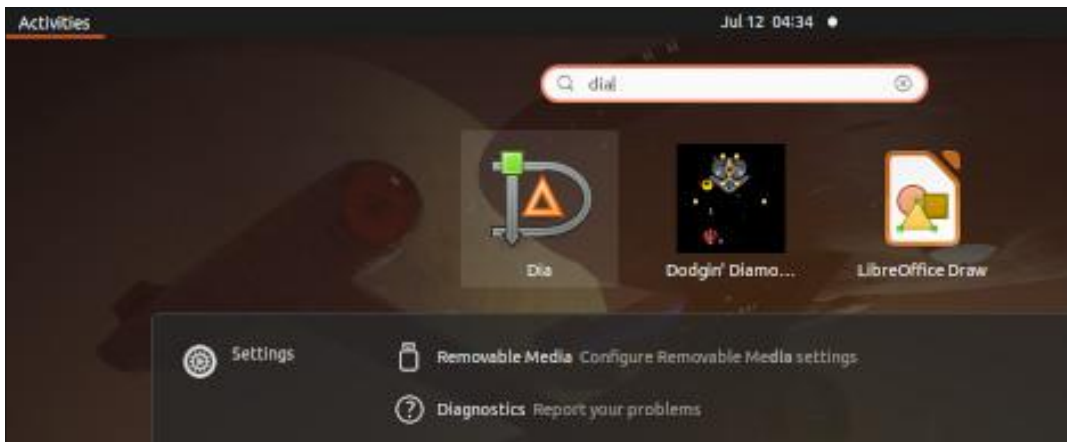 Activities
Jul 12 04:34
dia
Dia
Dodgin' Diamo...
LibreOffice Draw
Settings
Removable Media Configure Removable Media settings
Diagnostics Report your problems